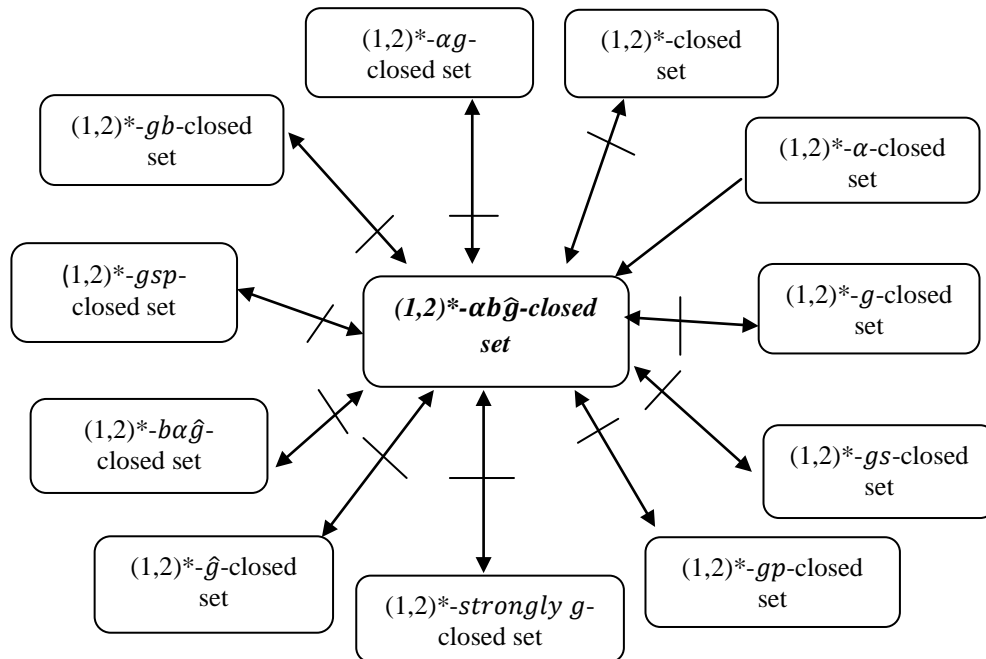 (1,2)*-αg-
closed set
(1,2)*-closed
set
(1,2)*-gb-closed
set
(1,2)*-α-closed
set
(1,2)*-gsp-
closed set
(1,2)*-αbĝ-closed
set
(1,2)*-g-closed
set
(1,2)*-bαĝ-
closed set
(1,2)*-gs-closed
set
(1,2)*-ĝ-closed
set
(1,2)*-strongly g-
closed set
(1,2)*-gp-closed
set